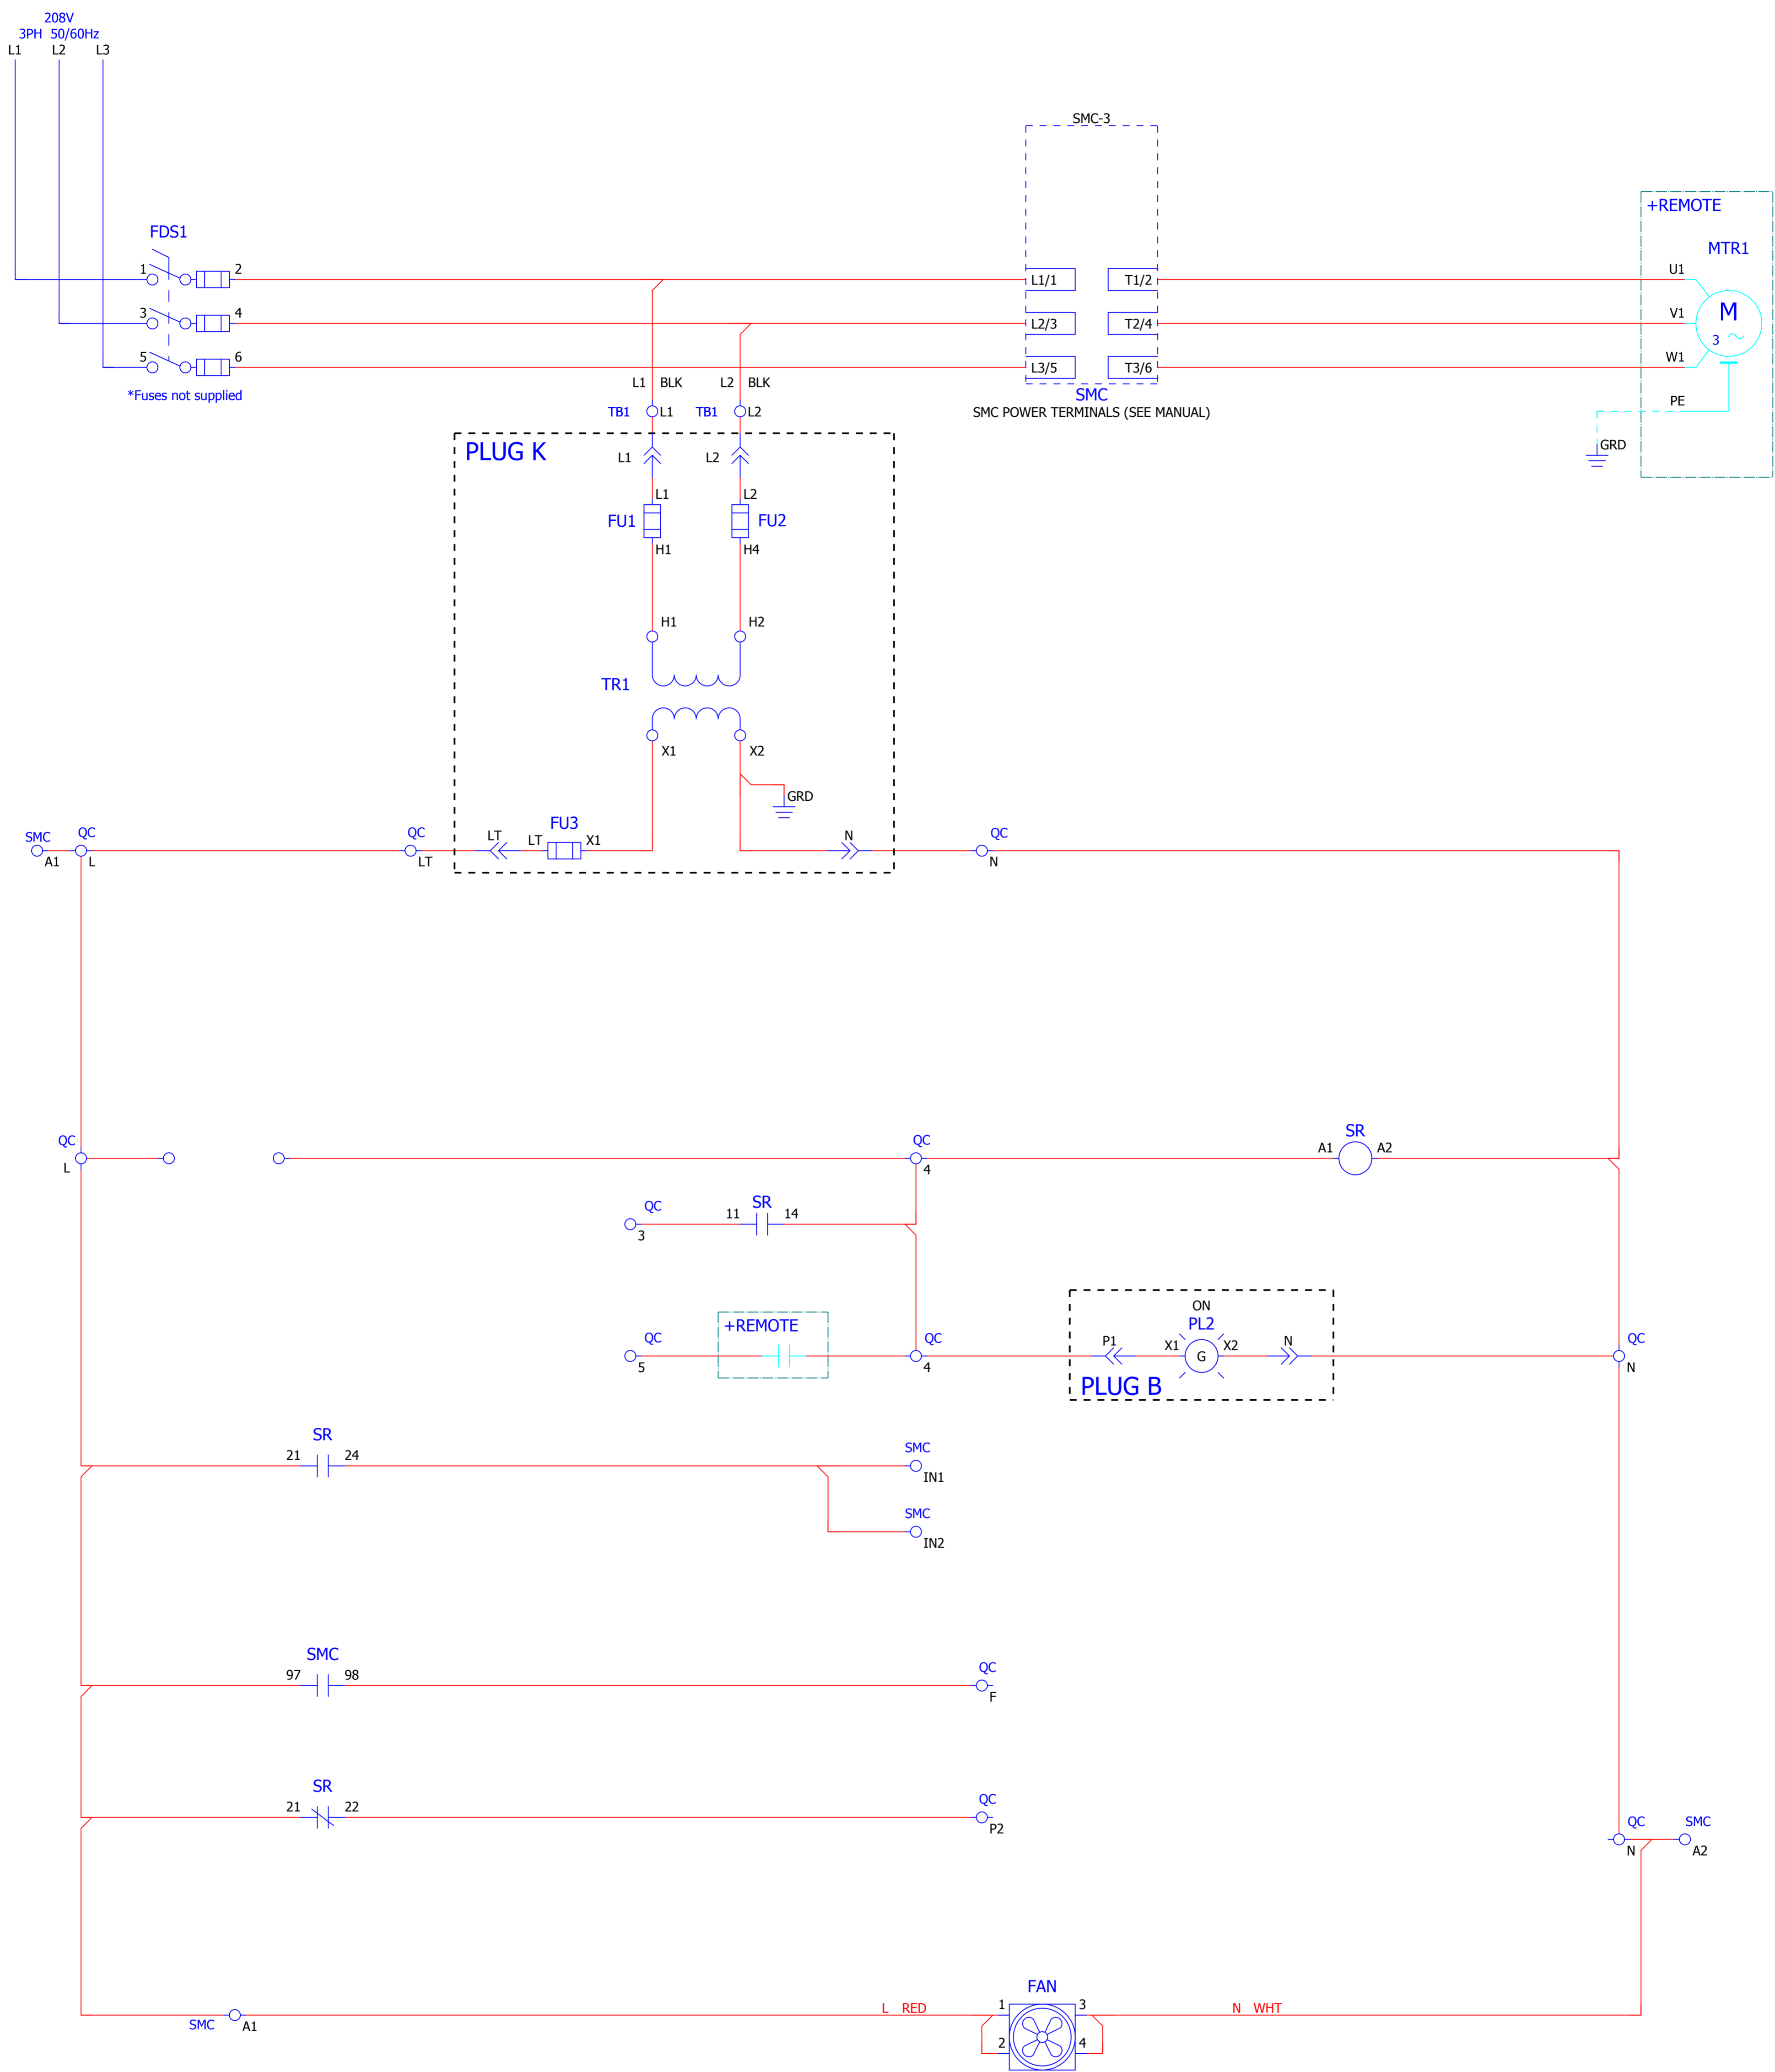 208V
3PH 50/60Hz
L1 L2 L3
SMC-3
+REMOTE
MTR1
FDS1
1 2
L1/1 T1/2
U1
3 4
L2/3 T2/4
V1
M
3
5 6
L3/5 T3/6
W1
*Fuses not supplied
L1 BLK L2 BLK
SMC
SMC POWER TERMINALS (SEE MANUAL)
PE
GRD
TB1 L1 TB1 L2
PLUG K
L1 L2
L1 L2
FU1 FU2
H1 H4
H1 H2
TR1
X1 X2
GRD
SMC QC QC
LT LT FU3 X1
N QC
A1 L LT N
QC QC SR
L 4 A1 A2
QC SR
3 11 14
+REMOTE
QC QC
5 4
ON
PL2
P1 X1 G X2 N
PLUG B
QC
N
SR
21 24
SMC
IN1
SMC
IN2
SMC
97 98
QC
F
SR
21 22
QC
P2
QC SMC
N A2
FAN
L RED 1 3 N WHT
SMC A1
2 4